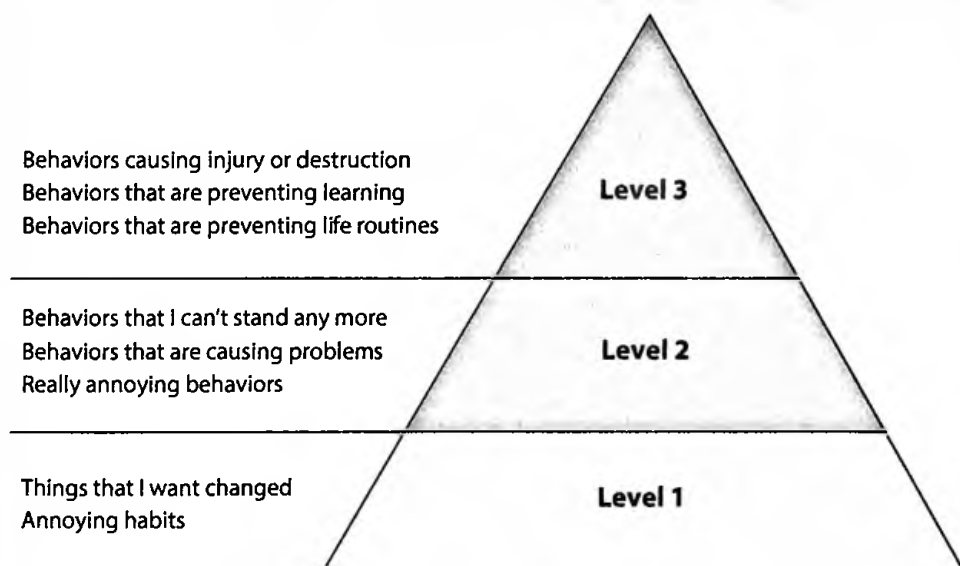 Behaviors causing injury or destruction
Behaviors that are preventing learning
Behaviors that are preventing life routines
Level 3
Behaviors that I can't stand any more
Behaviors that are causing problems
Really annoying behaviors
Level 2
Things that I want changed
Annoying habits
Level 1